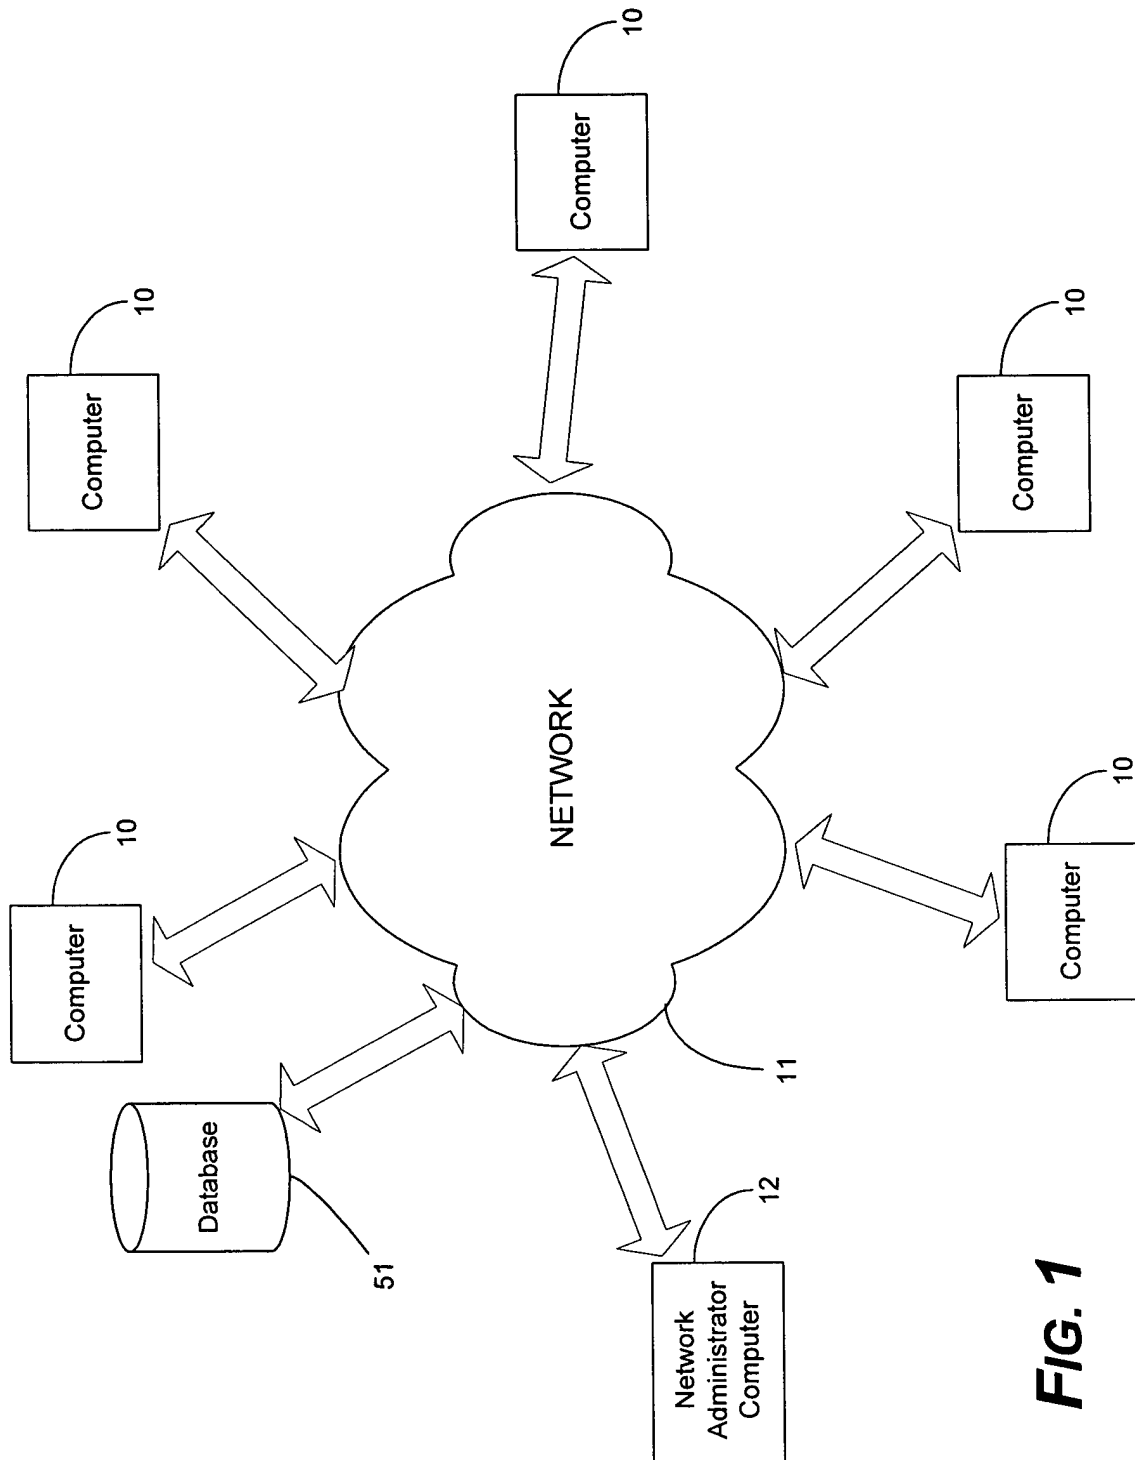 Database
51
Computer
10
Computer
10
Computer
10
NETWORK
11
Network
Administrator
Computer
12
Computer
10
Computer
10
FIG. 1